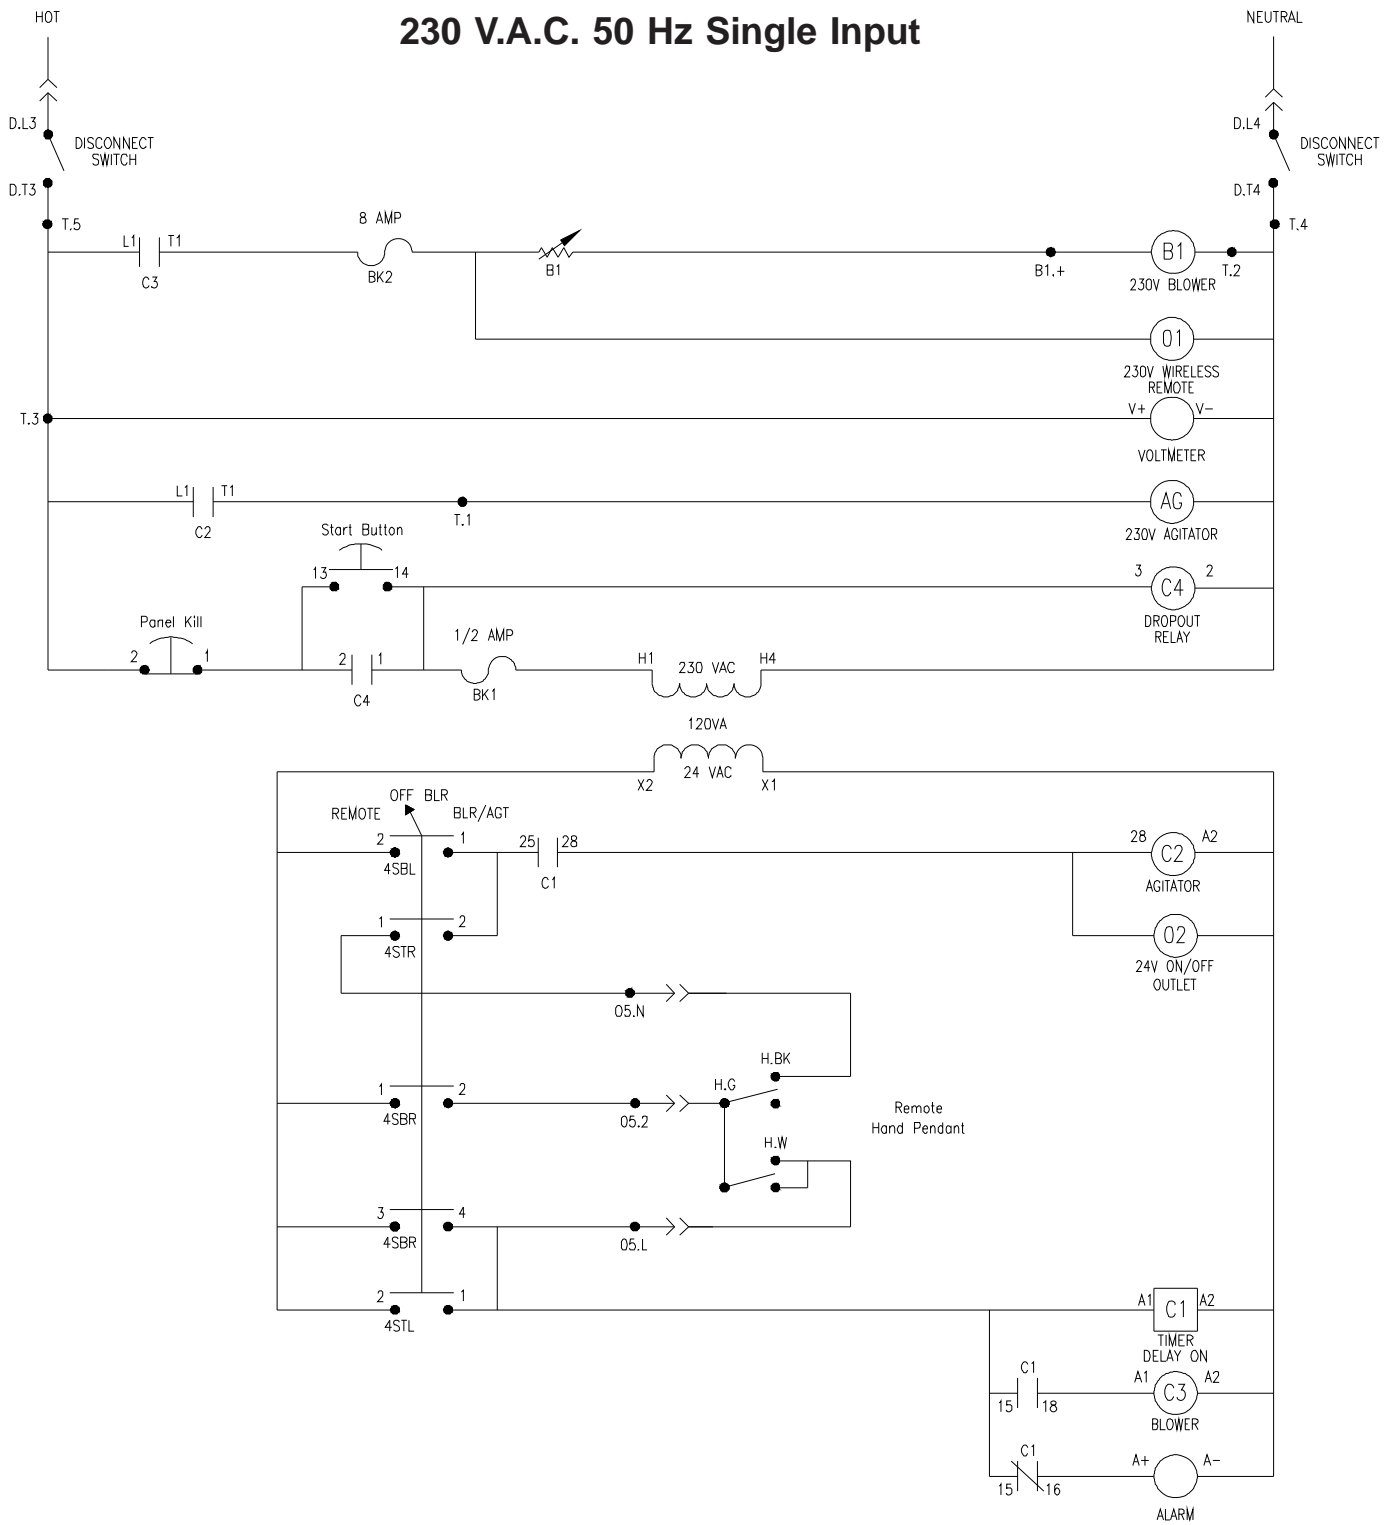 HOT
230 V.A.C. 50 Hz Single Input
NEUTRAL
D.L3
DISCONNECT
SWITCH
D.T3
T.5
D.L4
DISCONNECT
SWITCH
D.T4
T.4
8 AMP
L1 T1
C3
BK2
B1
B1.+
B1
T.2
230V BLOWER
O1
230V WIRELESS
REMOTE
T.3
V+ V-
VOLTMETER
L1 T1
C2
T.1
AG
230V AGITATOR
Start Button
13 14
3 C4 2
DROPOUT
RELAY
Panel Kill
2 1
2 1
C4
1/2 AMP
BK1
H1 230 VAC H4
120VA
X2 24 VAC X1
OFF BLR
REMOTE BLR/AGT
2 1
4SBL
25 28
C1
28 C2 A2
AGITATOR
1 2
4STR
O2
24V ON/OFF
OUTLET
O5.N
H.BK
1 2
4SBR
O5.2
H.G
Remote
Hand Pendant
H.W
3 4
4SBR
O5.L
2 1
4STL
A1 C1 A2
TIMER
DELAY ON
C1
15 18
A1 C3 A2
BLOWER
C1
15 16
A+ A-
ALARM